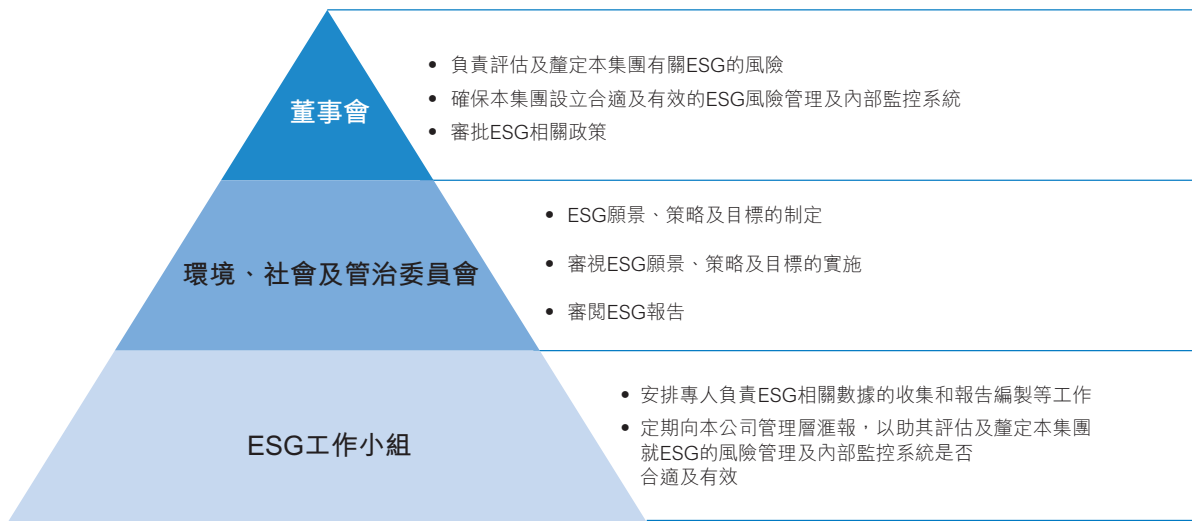 董事會
• 負責評估及釐定本集團有關ESG的風險
• 確保本集團設立合適及有效的ESG風險管理及內部監控系統
• 審批ESG相關政策
環境、社會及管治委員會
• ESG願景、策略及目標的制定
• 審視ESG願景、策略及目標的實施
• 審閱ESG報告
ESG工作小組
• 安排專人負責ESG相關數據的收集和報告編製等工作
• 定期向本公司管理層滙報，以助其評估及釐定本集團
就ESG的風險管理及內部監控系統是否
合適及有效